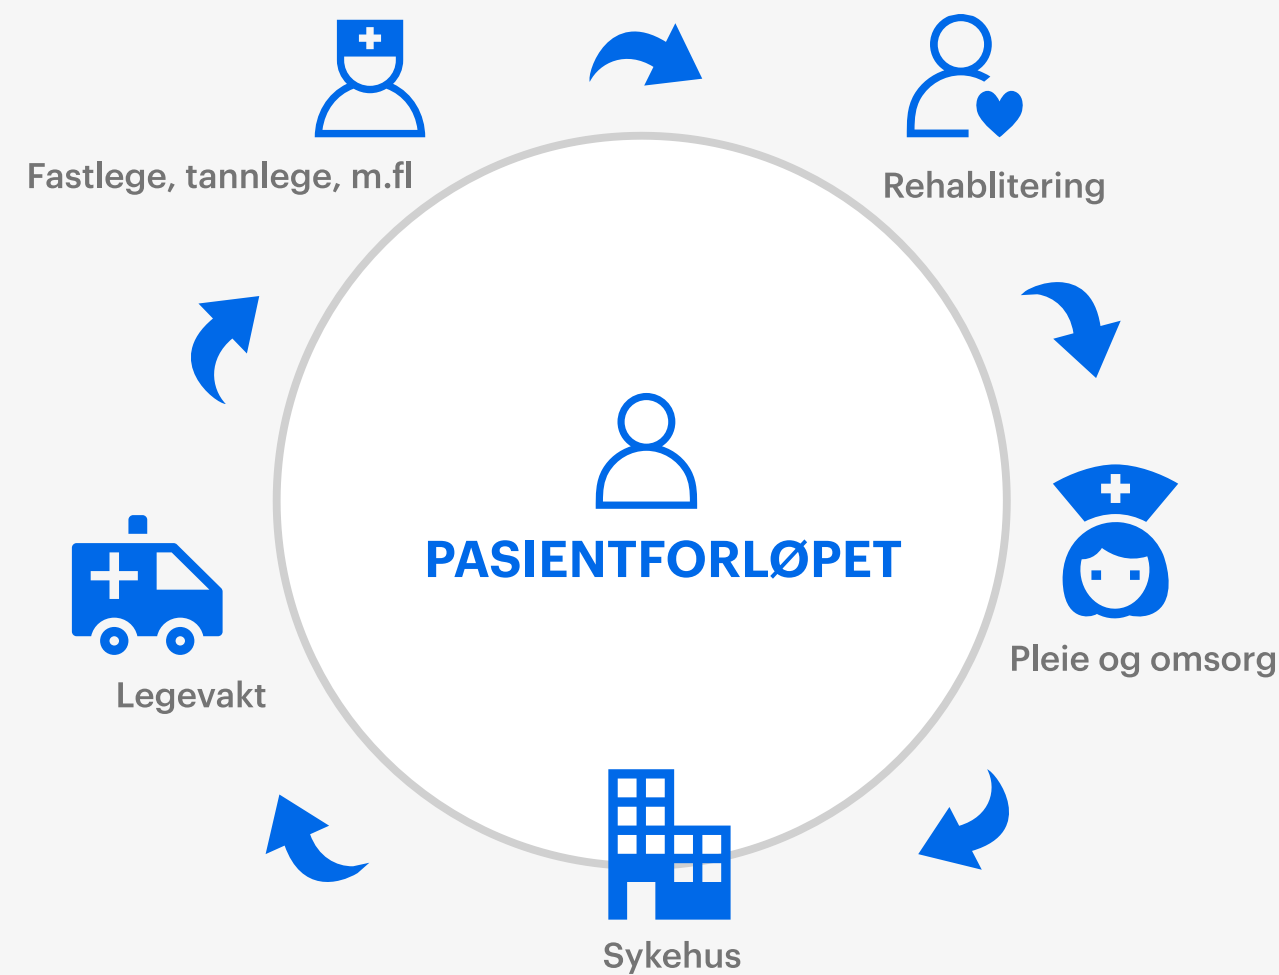 Fastlege, tannlege, m.fl
Rehablitering
PASIENTFORLØPET
Pleie og omsorg
Legevakt
Sykehus